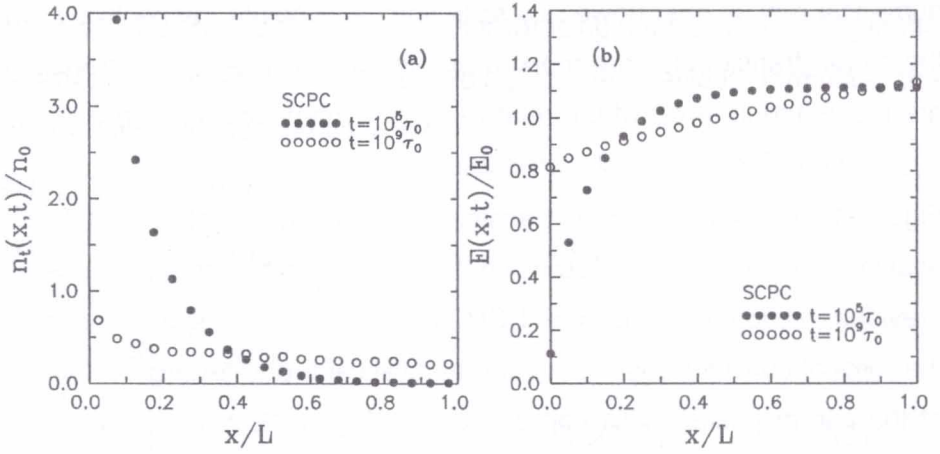 4.0
3.0
2.0
1.0
0.0
n_t(x,t)/n_0
0.0 0.2 0.4 0.6 0.8 1.0
x/L
(a)
SCPC
t=10^5τ_0
t=10^9τ_0
1.4
1.2
1.0
0.8
0.6
0.4
0.2
0.0
E(x,t)/E_0
0.0 0.2 0.4 0.6 0.8 1.0
x/L
(b)
SCPC
t=10^5τ_0
t=10^9τ_0